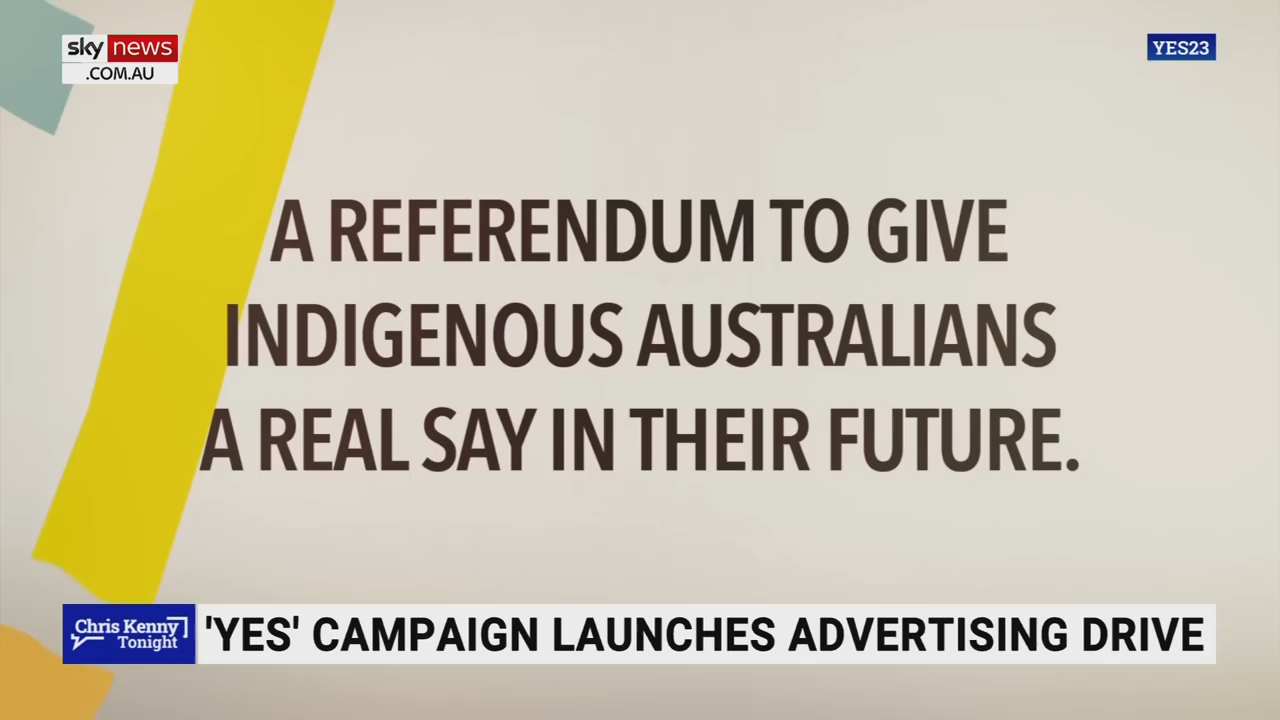 sky news
.COM.AU
YES23
A REFERENDUM TO GIVE
INDIGENOUS AUSTRALIANS
A REAL SAY IN THEIR FUTURE.
Chris Kenny
Tonight
'YES' CAMPAIGN LAUNCHES ADVERTISING DRIVE